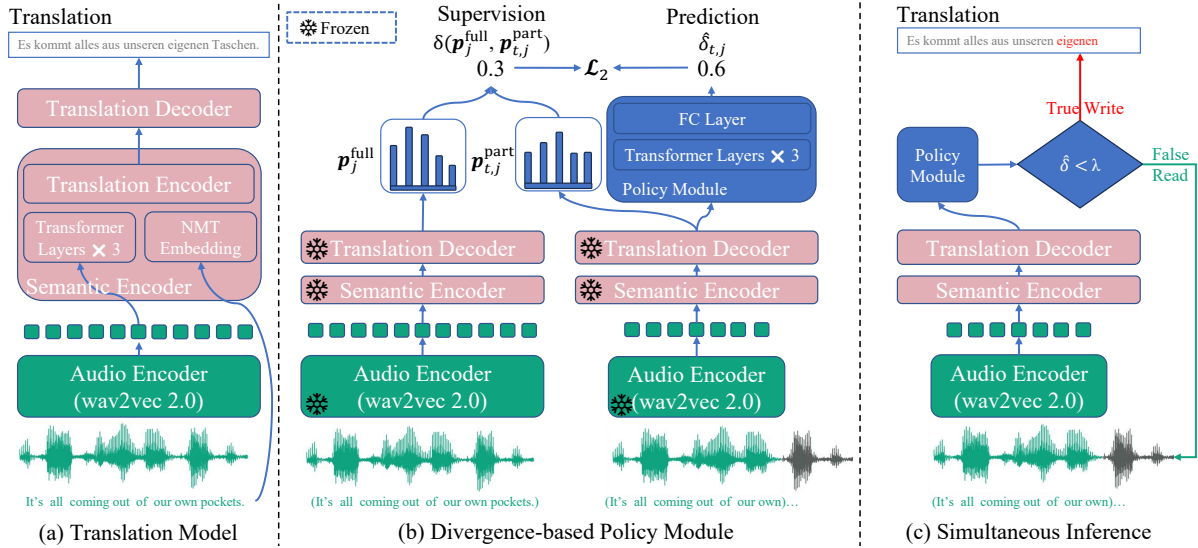 Translation
Es kommt alles aus unseren eigenen Taschen.
Translation Decoder
Translation Encoder
Transformer
Layers × 3
NMT
Embedding
Semantic Encoder
Audio Encoder
(wav2vec 2.0)
It's all coming out of our own pockets.
(a) Translation Model
Frozen
Supervision
δ(𝒑_j^full, 𝒑_{t,j}^part)
0.3
ℒ₂
Prediction
δ̂_{t,j}
0.6
𝒑_j^full
𝒑_{t,j}^part
FC Layer
Transformer Layers × 3
Policy Module
Translation Decoder
Semantic Encoder
Audio Encoder
(wav2vec 2.0)
(It's all coming out of our own pockets.)
Translation Decoder
Semantic Encoder
Audio Encoder
(wav2vec 2.0)
(It's all coming out of our own)…
(b) Divergence-based Policy Module
Translation
Es kommt alles aus unseren eigenen
True Write
Policy
Module
δ̂ < λ
False
Read
Translation Decoder
Semantic Encoder
Audio Encoder
(wav2vec 2.0)
(It's all coming out of our own)…
(c) Simultaneous Inference